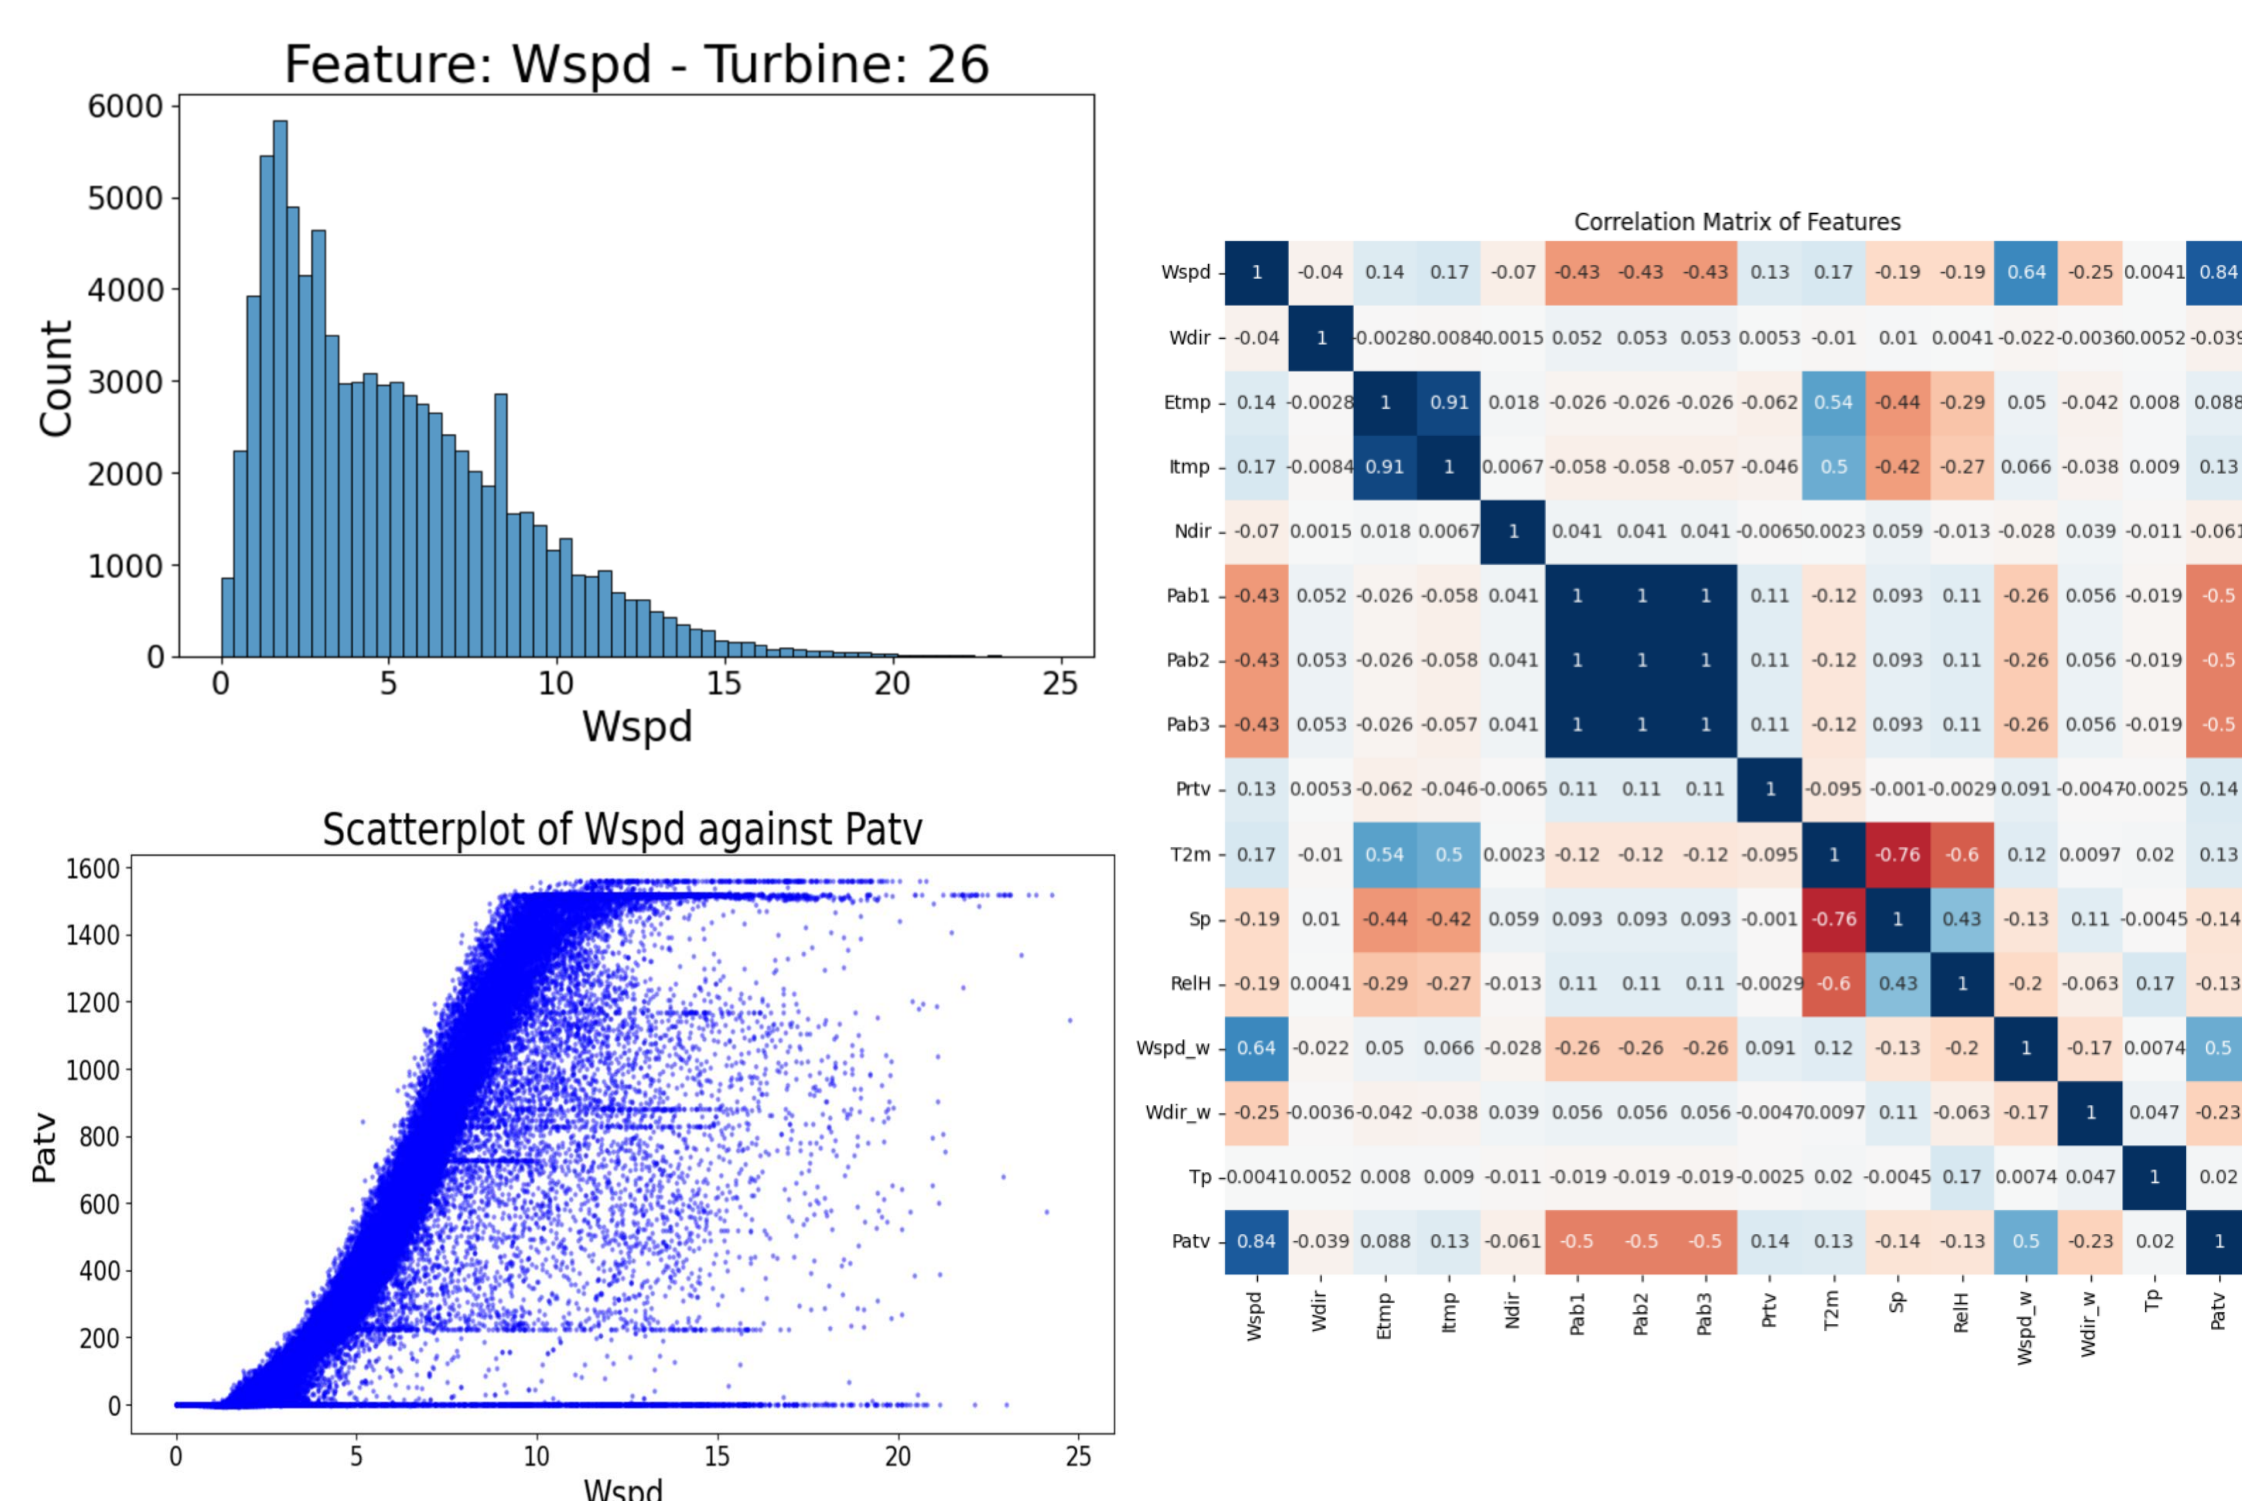 Feature: Wspd - Turbine: 26
6000
5000
4000
3000
2000
1000
0
Count
0 5 10 15 20 25
Wspd
Scatterplot of Wspd against Patv
1600
1400
1200
1000
800
600
400
200
0
Patv
0 5 10 15 20 25
Wspd
Correlation Matrix of Features
Wspd 1 -0.04 0.14 0.17 -0.07 -0.43 -0.43 -0.43 0.13 0.17 -0.19 -0.19 0.64 -0.25 0.0041 0.84
Wdir -0.04 1 -0.0028 -0.0084 0.0015 0.052 0.053 0.053 0.0053 -0.01 0.01 0.0041 -0.022 -0.0036 0.0052 -0.039
Etmp 0.14 -0.0028 1 0.91 0.018 -0.026 -0.026 -0.026 -0.062 0.54 -0.44 -0.29 0.05 -0.042 0.008 0.088
Itmp 0.17 -0.0084 0.91 1 0.0067 -0.058 -0.058 -0.057 -0.046 0.5 -0.42 -0.27 0.066 -0.038 0.009 0.13
Ndir -0.07 0.0015 0.018 0.0067 1 0.041 0.041 0.041 -0.0065 0.0023 0.059 -0.013 -0.028 0.039 -0.011 -0.061
Pab1 -0.43 0.052 -0.026 -0.058 0.041 1 1 1 0.11 -0.12 0.093 0.11 -0.26 0.056 -0.019 -0.5
Pab2 -0.43 0.053 -0.026 -0.058 0.041 1 1 1 0.11 -0.12 0.093 0.11 -0.26 0.056 -0.019 -0.5
Pab3 -0.43 0.053 -0.026 -0.057 0.041 1 1 1 0.11 -0.12 0.093 0.11 -0.26 0.056 -0.019 -0.5
Prtv 0.13 0.0053 -0.062 -0.046 -0.0065 0.11 0.11 0.11 1 -0.095 -0.001 -0.0029 0.091 -0.0047 -0.0025 0.14
T2m 0.17 -0.01 0.54 0.5 0.0023 -0.12 -0.12 -0.12 -0.095 1 -0.76 -0.6 0.12 0.0097 0.02 0.13
Sp -0.19 0.01 -0.44 -0.42 0.059 0.093 0.093 0.093 -0.001 -0.76 1 0.43 -0.13 0.11 -0.0045 -0.14
RelH -0.19 0.0041 -0.29 -0.27 -0.013 0.11 0.11 0.11 -0.0029 -0.6 0.43 1 -0.2 -0.063 0.17 -0.13
Wspd_w 0.64 -0.022 0.05 0.066 -0.028 -0.26 -0.26 -0.26 0.091 0.12 -0.13 -0.2 1 -0.17 0.0074 0.5
Wdir_w -0.25 -0.0036 -0.042 -0.038 0.039 0.056 0.056 0.056 -0.0047 0.0097 0.11 -0.063 -0.17 1 0.047 -0.23
Tp 0.0041 0.0052 0.008 0.009 -0.011 -0.019 -0.019 -0.019 -0.0025 0.02 -0.0045 0.17 0.0074 0.047 1 0.02
Patv 0.84 -0.039 0.088 0.13 -0.061 -0.5 -0.5 -0.5 0.14 0.13 -0.14 -0.13 0.5 -0.23 0.02 1
Wspd Wdir Etmp Itmp Ndir Pab1 Pab2 Pab3 Prtv T2m Sp RelH Wspd_w Wdir_w Tp Patv